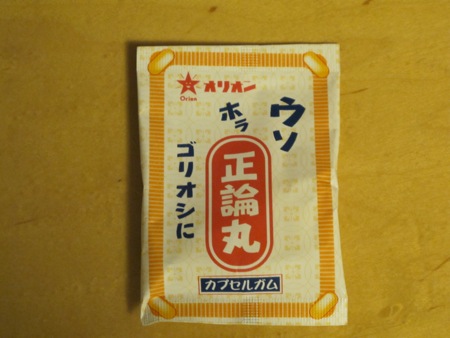 オリオン
Orion
ウソ
ホラ
ゴリオシに
正論丸
カプセルガム